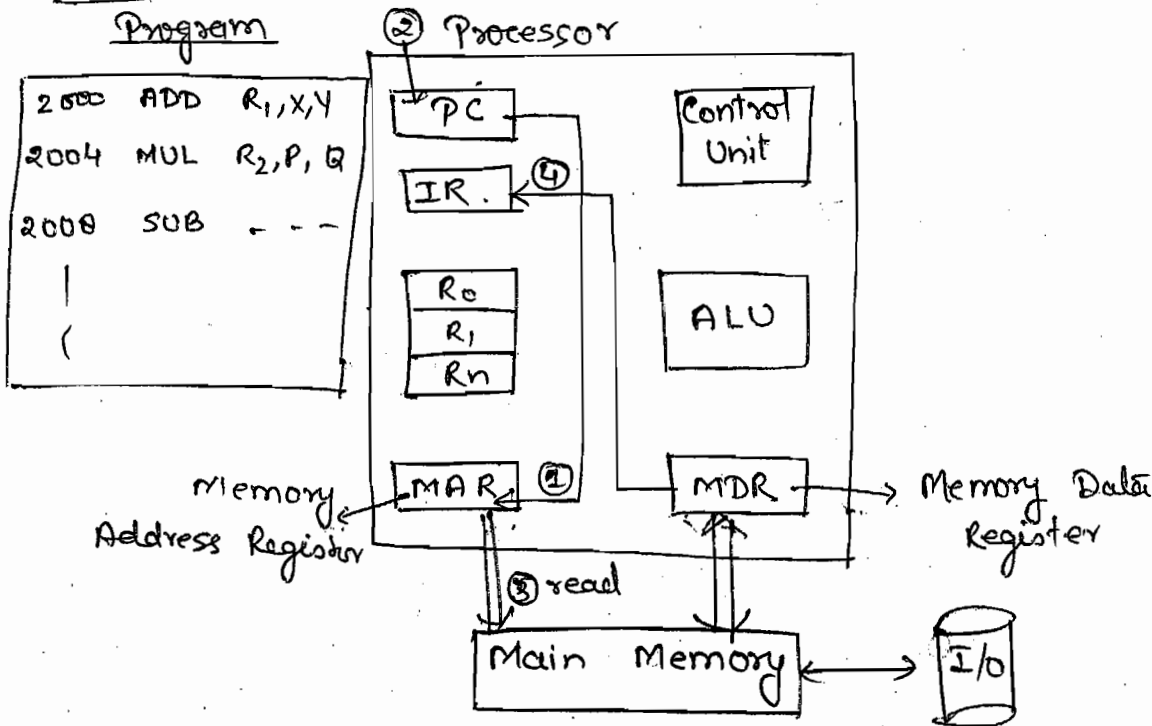 Program
2000 ADD R1, X, Y
2004 MUL R2, P, Q
2008 SUB - - -
② Processor
PC
Control
Unit
IR.
④
R0
R1
Rn
ALU
MAR
①
MDR
Memory
Address Registor
Memory Data
Register
③ read
Main Memory
I/O